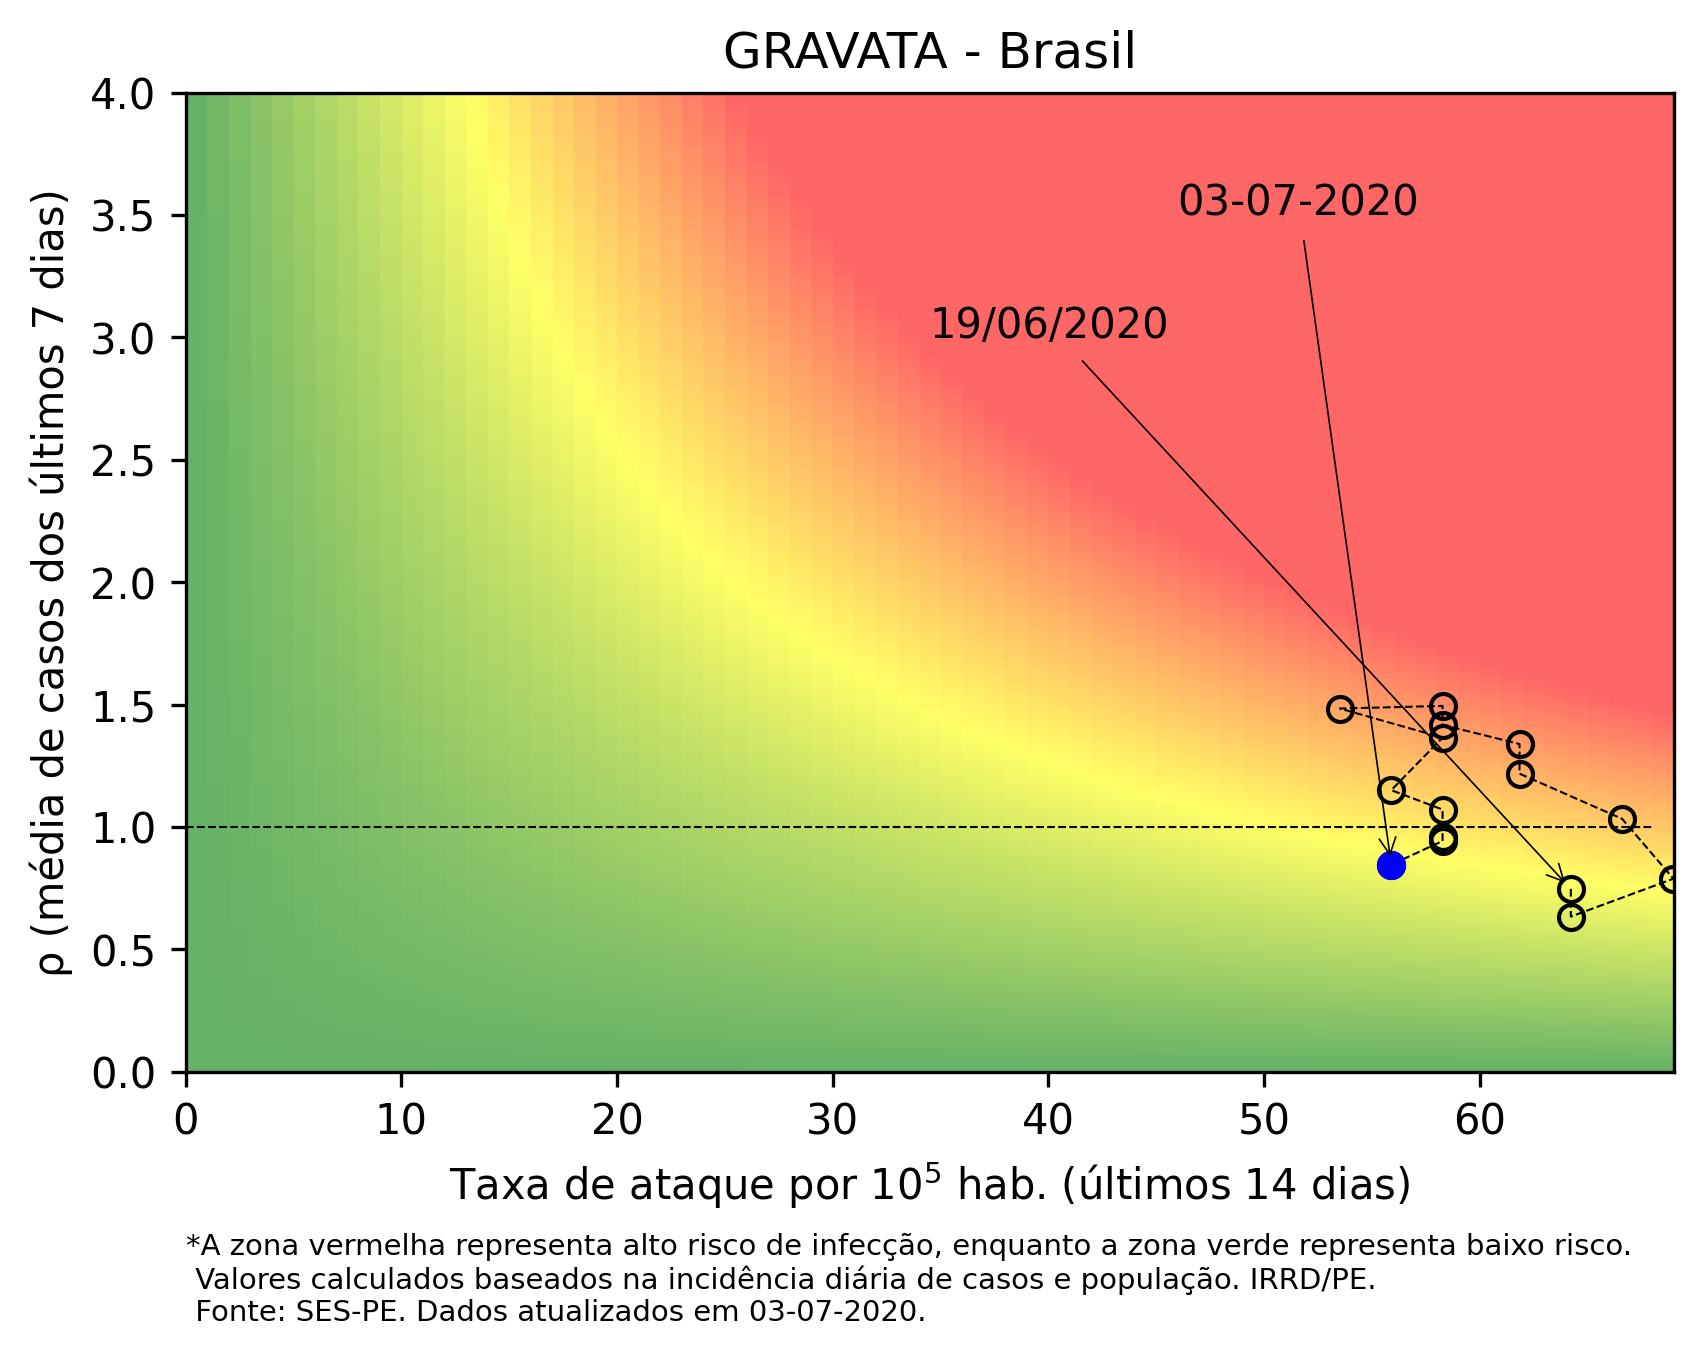 GRAVATA - Brasil
4.0
3.5
3.0
2.5
2.0
1.5
1.0
0.5
0.0
ρ (média de casos dos últimos 7 dias)
03-07-2020
19/06/2020
0 10 20 30 40 50 60
Taxa de ataque por 10⁵ hab. (últimos 14 dias)
*A zona vermelha representa alto risco de infecção, enquanto a zona verde representa baixo risco.
Valores calculados baseados na incidência diária de casos e população. IRRD/PE.
Fonte: SES-PE. Dados atualizados em 03-07-2020.